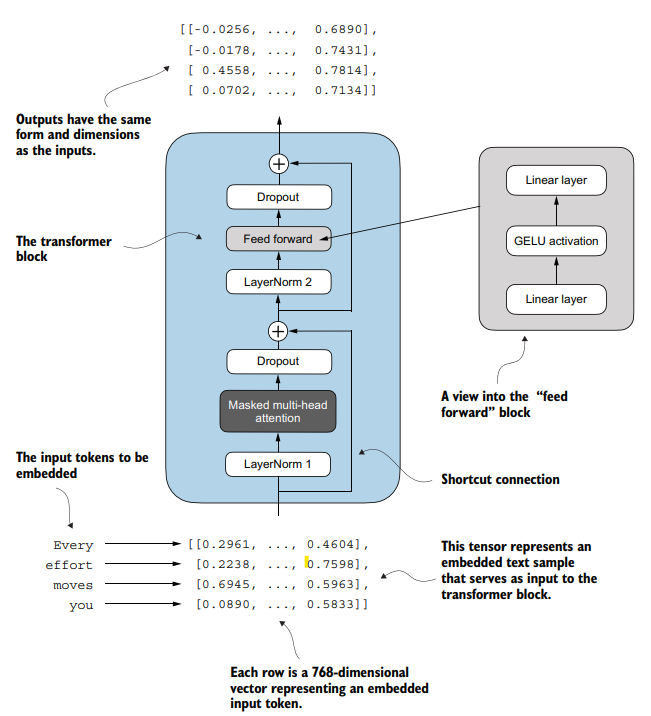 [[-0.0256, ..., 0.6890],
[-0.0178, ..., 0.7431],
[ 0.4558, ..., 0.7814],
[ 0.0702, ..., 0.7134]]
Outputs have the same
form and dimensions
as the inputs.
Dropout
Linear layer
The transformer
block
Feed forward
GELU activation
LayerNorm 2
Linear layer
Dropout
A view into the “feed
forward” block
Masked multi-head
attention
The input tokens to be
embedded
LayerNorm 1
Shortcut connection
Every [[0.2961, ..., 0.4604],
effort [0.2238, ..., 0.7598],
moves [0.6945, ..., 0.5963],
you [0.0890, ..., 0.5833]]
This tensor represents an
embedded text sample
that serves as input to the
transformer block.
Each row is a 768-dimensional
vector representing an embedded
input token.